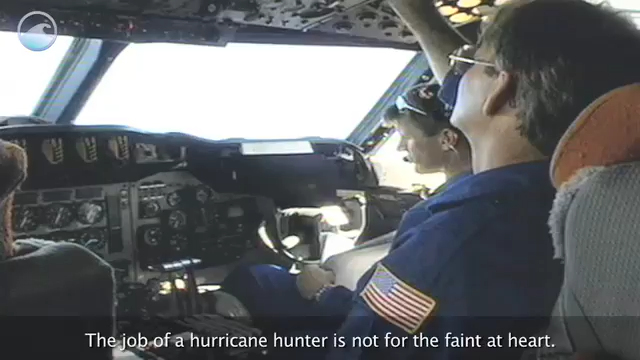 The job of a hurricane hunter is not for the faint at heart.